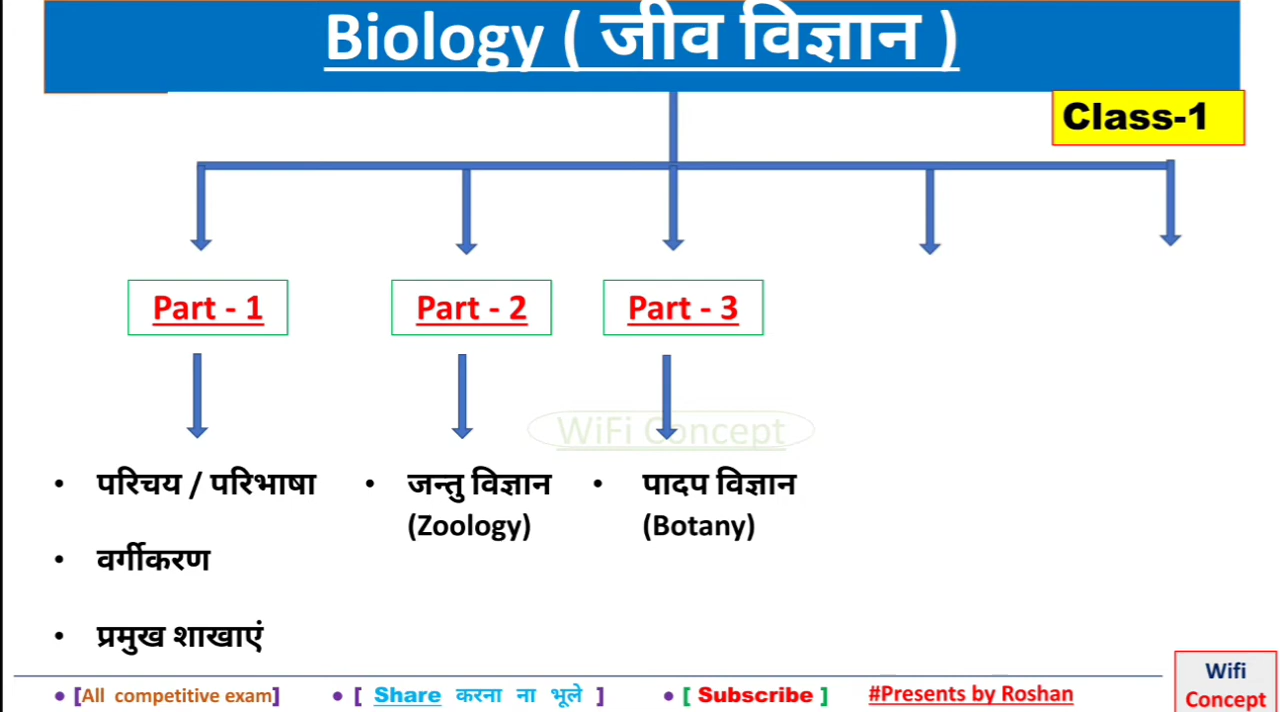 Biology ( जीव विज्ञान )
Class-1
Part - 1
Part - 2
Part - 3
WiFi Concept
• परिचय / परिभाषा
• वर्गीकरण
• प्रमुख शाखाएं
• जन्तु विज्ञान
(Zoology)
• पादप विज्ञान
(Botany)
• [All competitive exam]
• [ Share करना ना भूले ]
• [ Subscribe ]
#Presents by Roshan
Wifi
Concept